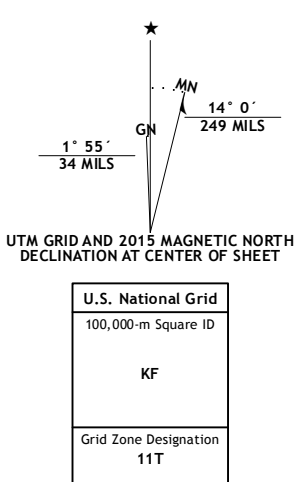 MN
GN
14° 0´
249 MILS
1° 55´
34 MILS
UTM GRID AND 2015 MAGNETIC NORTH
DECLINATION AT CENTER OF SHEET
U.S. National Grid
100,000-m Square ID
KF
Grid Zone Designation
11T